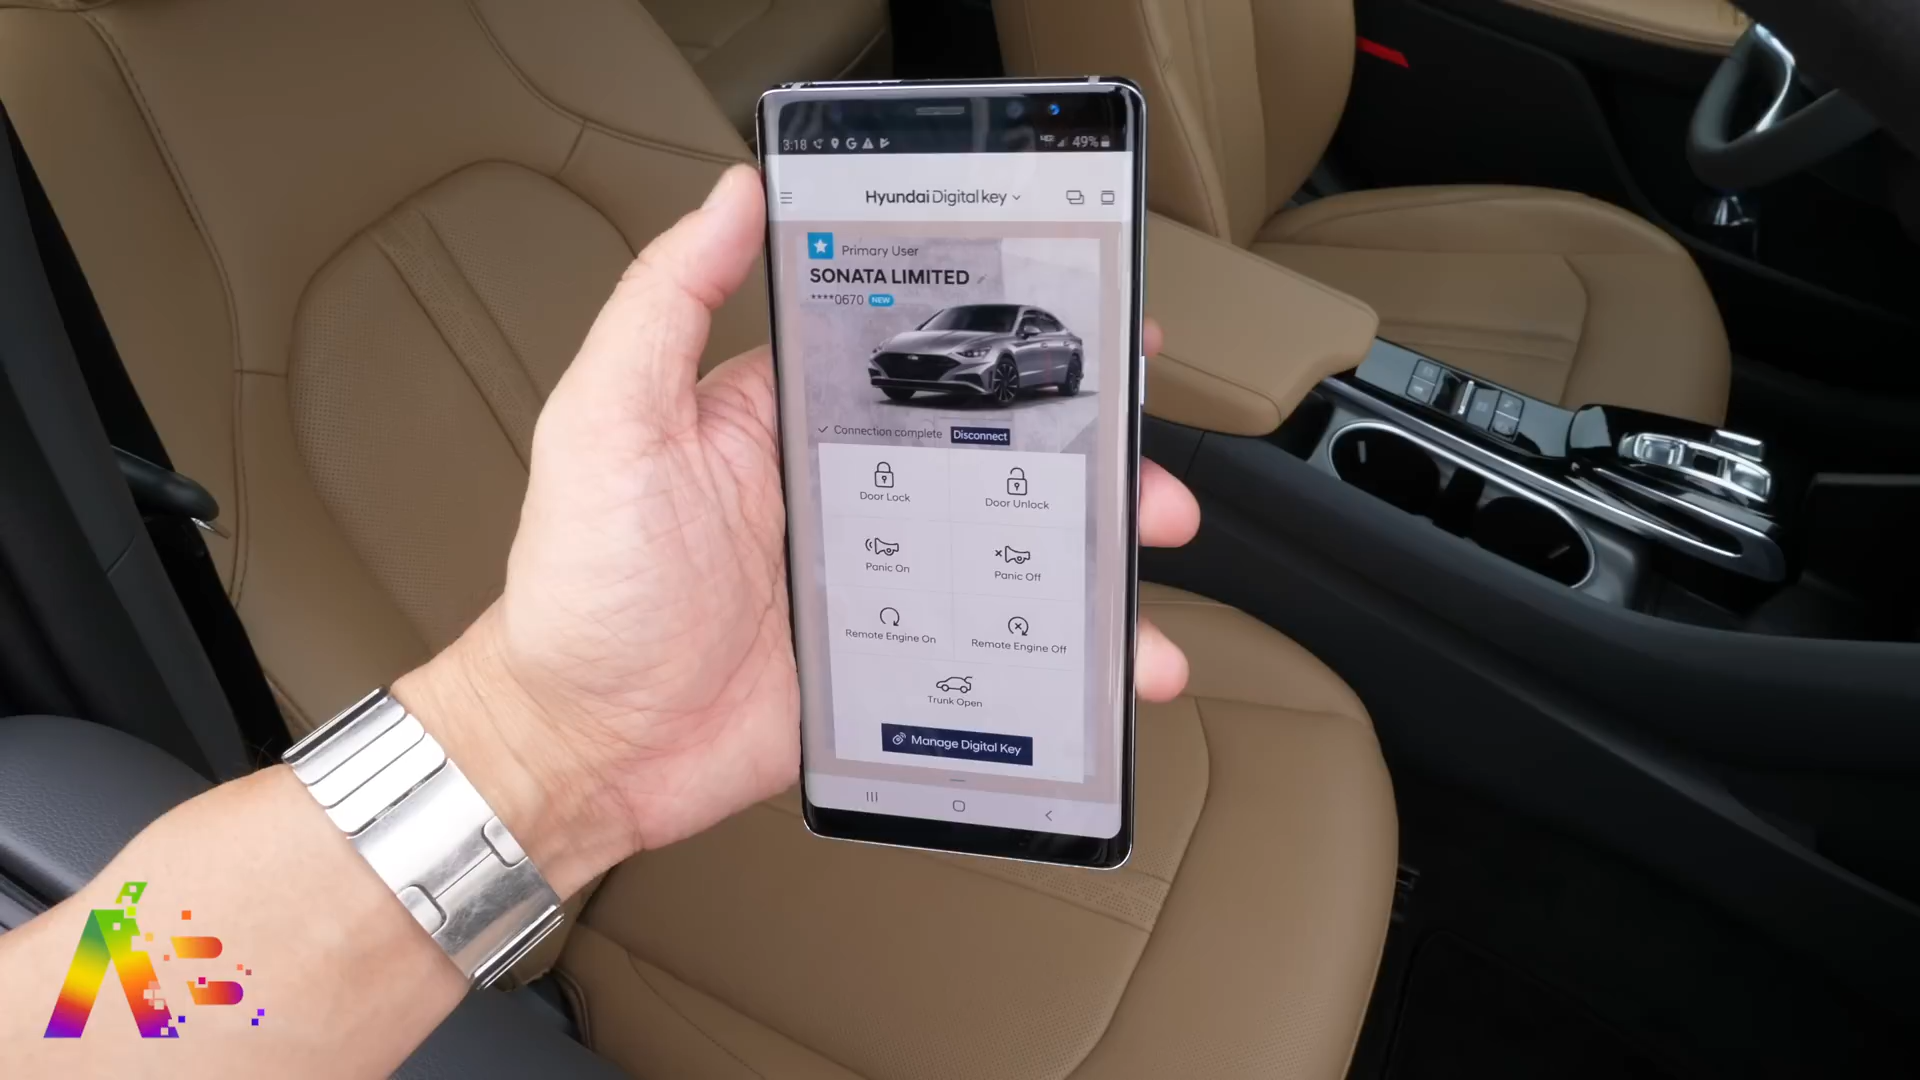 3:18
49%
Hyundai Digital key
Primary User
SONATA LIMITED
****0670 NEW
Connection complete Disconnect
Door Lock
Door Unlock
Panic On
Panic Off
Remote Engine On
Remote Engine Off
Trunk Open
Manage Digital Key